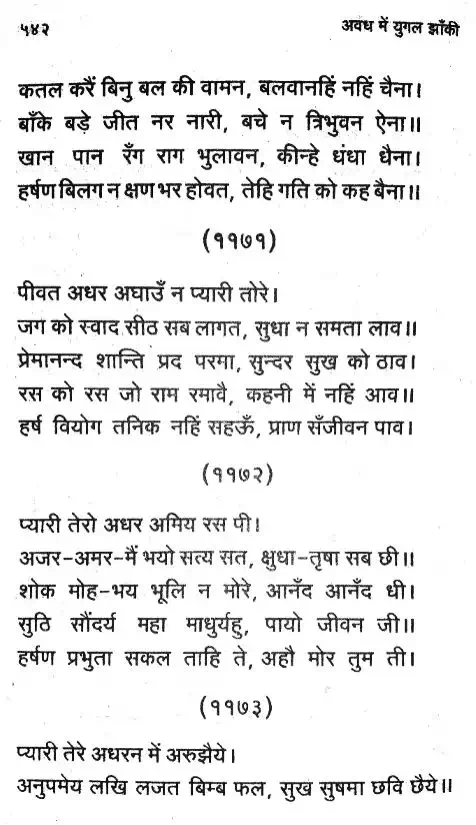 ५४२ अवध में युगल झाँकी
कतल करैं बिनु बल की वामन, बलवानहिं नहिं चैना।
बाँके बड़े जीत नर नारी, बचे न त्रिभुवन ऐना॥
खान पान रँग राग भुलावन, कीन्हे धंधा धैना।
हर्षण बिलग न क्षण भर होवत, तेहि गति को कह बैना॥
(११७१)
पीवत अधर अघाउँ न प्यारी तोरे।
जग को स्वाद सीठ सब लागत, सुधा न समता लाव॥
प्रेमानन्द शान्ति प्रद परमा, सुन्दर सुख को ठाव।
रस को रस जो राम रमावै, कहनी में नहिं आव॥
हर्ष वियोग तनिक नहिं सहऊँ, प्राण सँजीवन पाव।
(११७२)
प्यारी तेरो अधर अमिय रस पी।
अजर-अमर-मैं भयो सत्य सत, क्षुधा-तृषा सब छी॥
शोक मोह-भय भूलि न मोरे, आनँद आनँद धी।
सुठि सौंदर्य महा माधुर्यहु, पायो जीवन जी॥
हर्षण प्रभुता सकल ताहि ते, अहौ मोर तुम ती।
(११७३)
प्यारी तेरे अधरन में अरुझैये।
अनुपमेय लखि लजत बिम्ब फल, सुख सुषमा छवि छैये॥